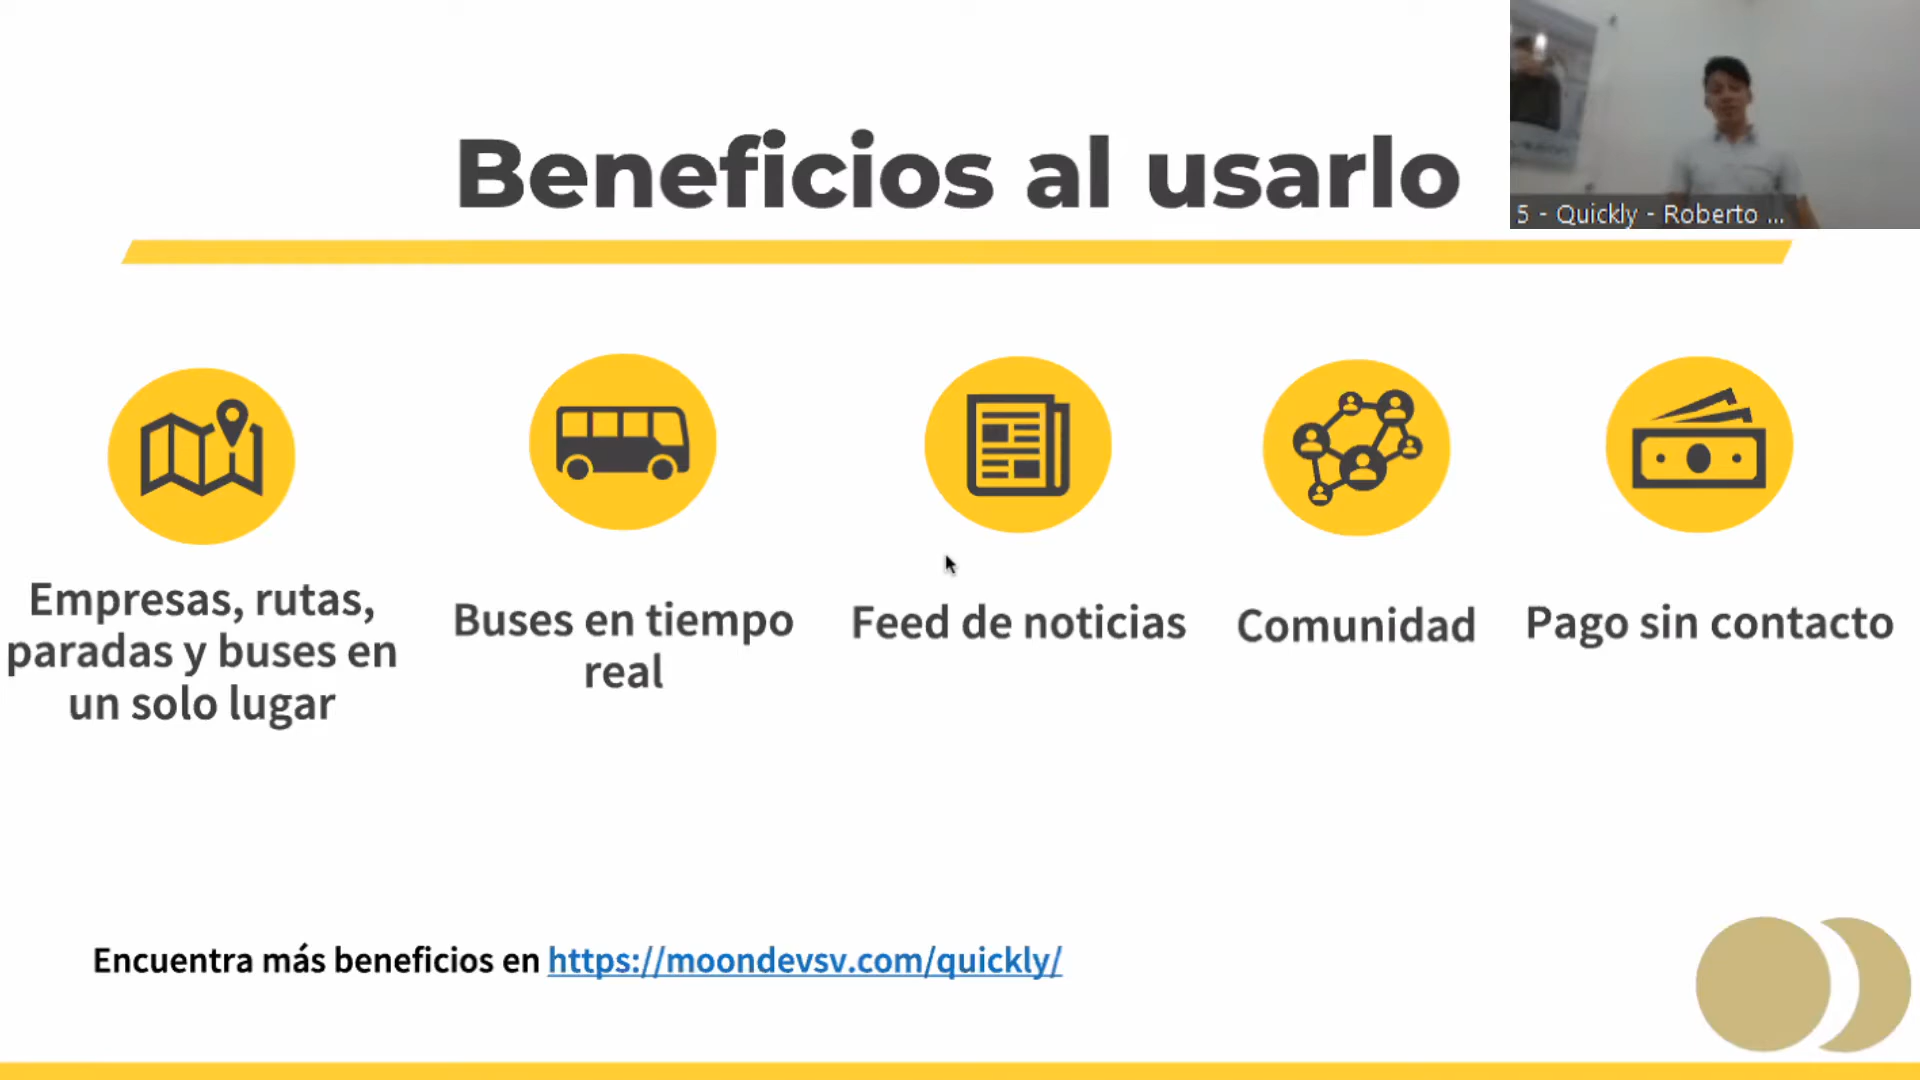 Beneficios al usarlo
5 - Quickly - Roberto ...
Empresas, rutas,
paradas y buses en
un solo lugar
Buses en tiempo
real
Feed de noticias
Comunidad
Pago sin contacto
Encuentra más beneficios en https://moondevsv.com/quickly/